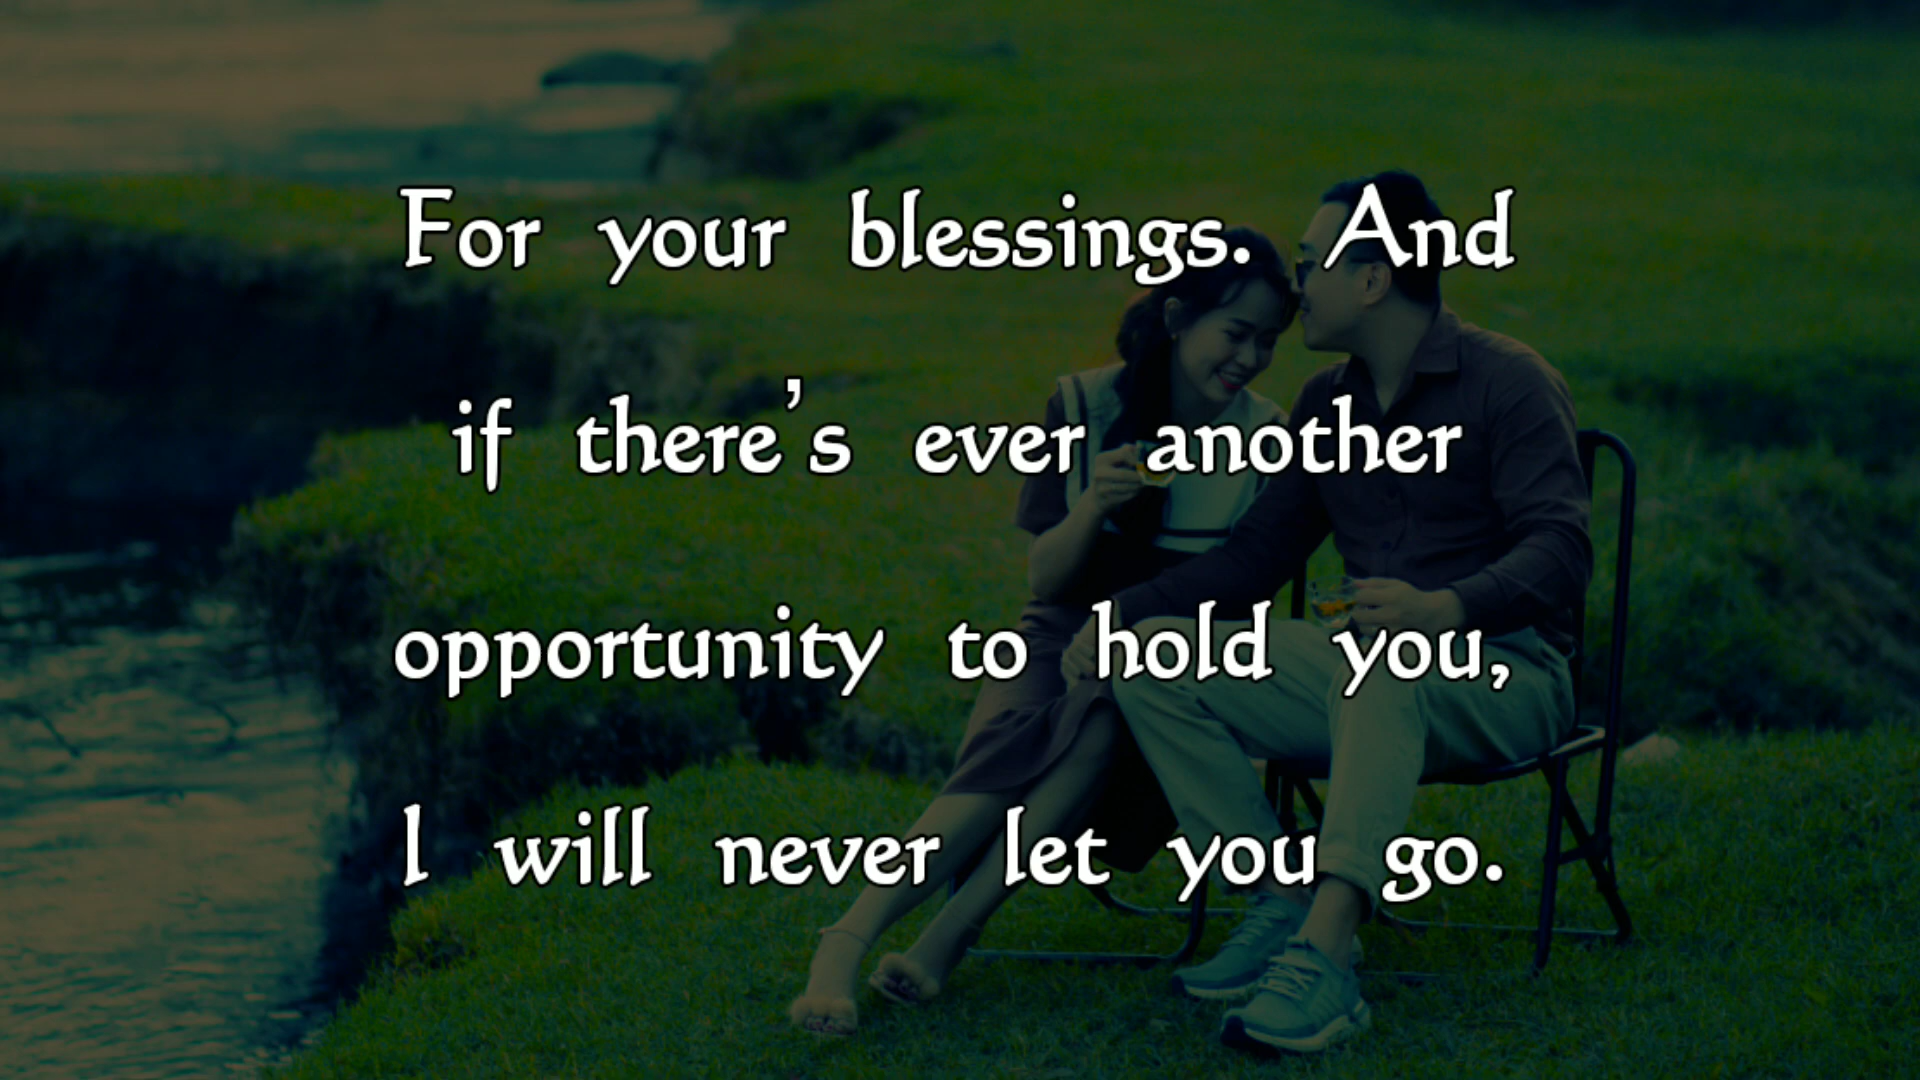 For your blessings. And
if there's ever another
opportunity to hold you,
I will never let you go.